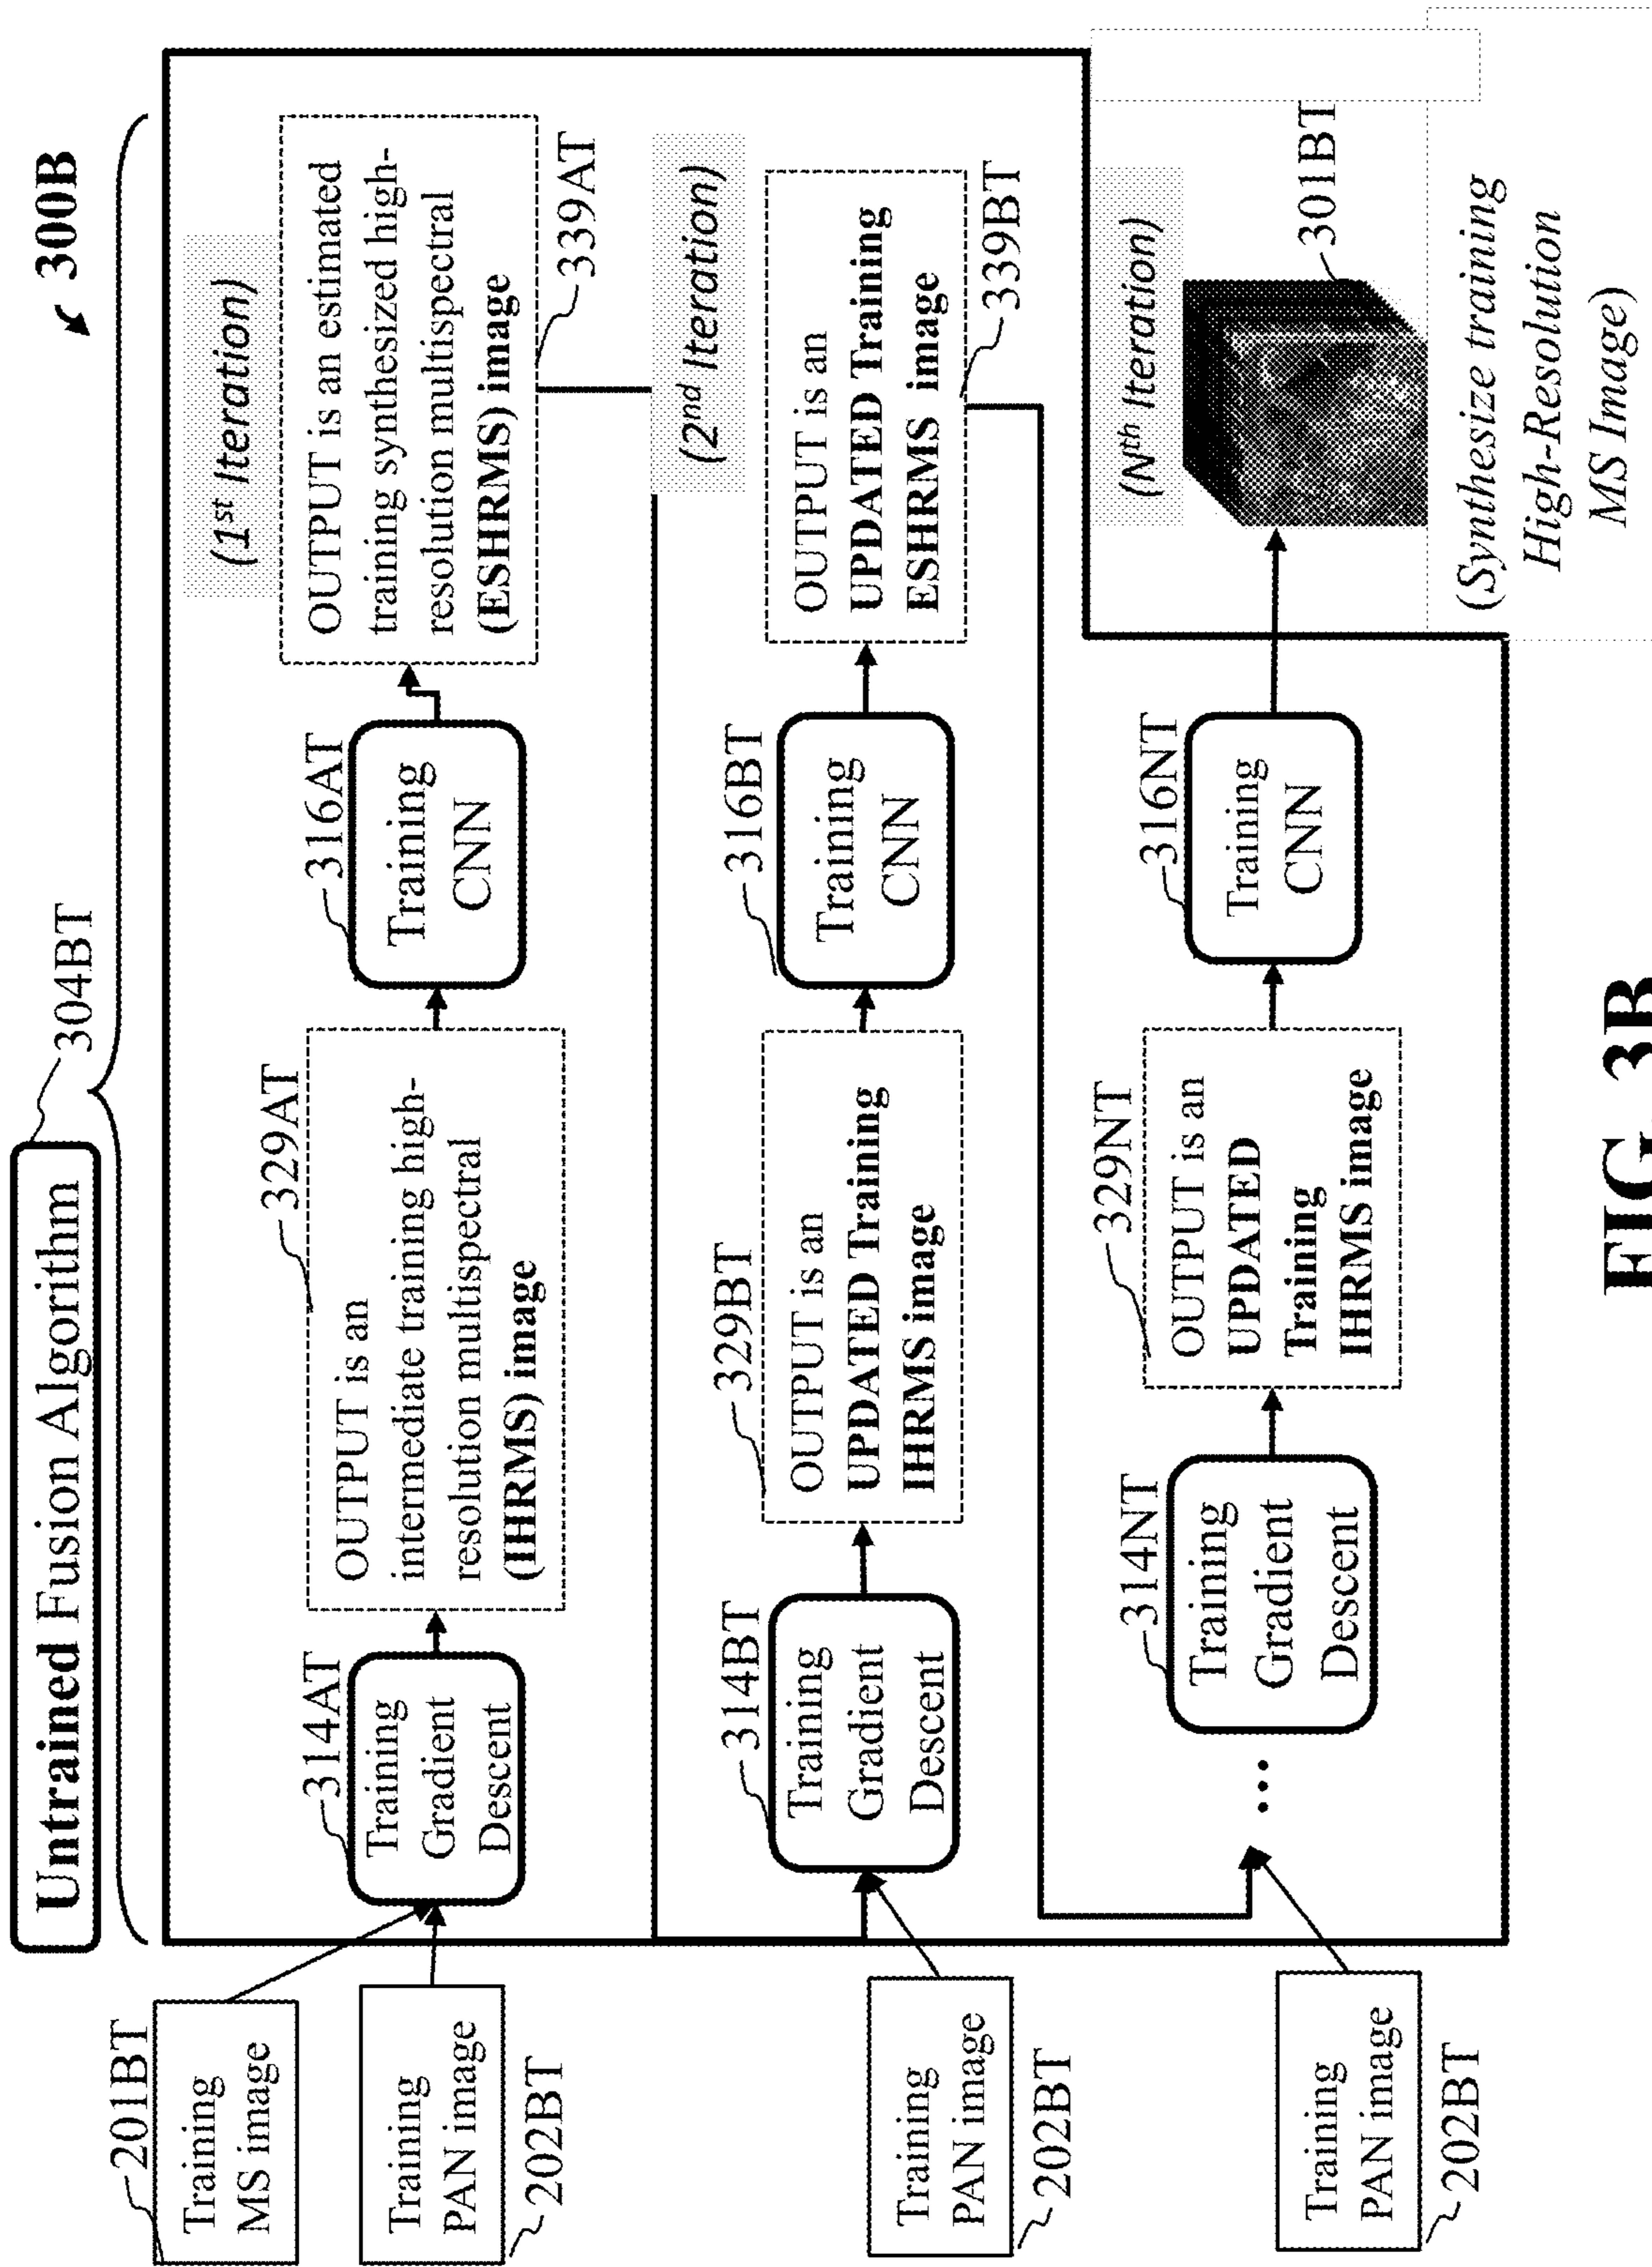 300B
Untrained Fusion Algorithm
304BT
201BT
Training
MS image
Training
PAN image
202BT
314AT
Training
Gradient
Descent
329AT
OUTPUT is an
intermediate training high-
resolution multispectral
(IHRMS) image
316AT
Training
CNN
(1st Iteration)
OUTPUT is an estimated
training synthesized high-
resolution multispectral
(ESHRMS) image
339AT
Training
PAN image
202BT
314BT
Training
Gradient
Descent
329BT
OUTPUT is an
UPDATED Training
IHRMS image
316BT
Training
CNN
(2nd Iteration)
OUTPUT is an
UPDATED Training
ESHRMS image
339BT
Training
PAN image
202BT
...
314NT
Training
Gradient
Descent
329NT
OUTPUT is an
UPDATED
Training
IHRMS image
316NT
Training
CNN
(Nth Iteration)
301BT
(Synthesize training
High-Resolution
MS Image)
FIG 3B